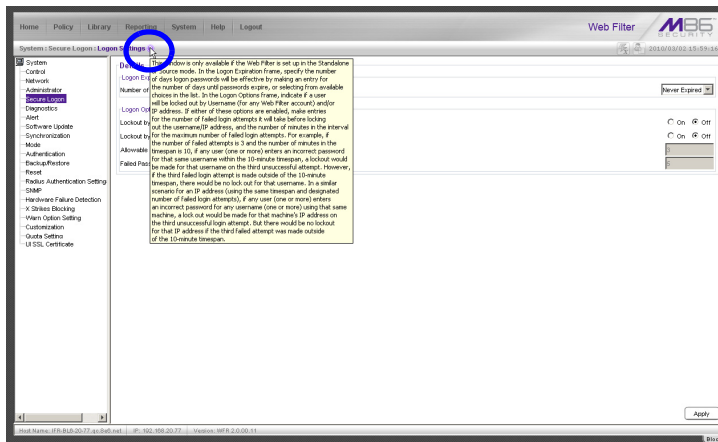 Home Policy Library Reporting System Help Logout
Web Filter
M86
SECURITY
System : Secure Logon : Logon Settings
2010/03/02 15:59:16
System
Control
Network
Administrator
Secure Logon
Diagnostics
Alert
Software Update
Synchronization
Mode
Authentication
Backup/Restore
Reset
Radius Authentication Setting
SNMP
Hardware Failure Detection
X Strikes Blocking
Warn Option Setting
Customization
Quota Setting
UI SSL Certificate
Details
Logon Exp
Number of
Never Expired
Logon Opt
Lockout by
On Off
Lockout by
On Off
Allowable
Failed Pas
5
This window is only available if the Web Filter is set up in the Standalone
or Source mode. In the Logon Expiration frame, specify the number
of days logon passwords will be effective by making an entry for
the number of days until passwords expire, or selecting from available
choices in the list. In the Logon Options frame, indicate if a user
will be locked out by Username (for any Web Filter account) and/or
IP address. If either of these options are enabled, make entries
for the number of failed login attempts it will take before locking
out the username/IP address, and the number of minutes in the interval
for the maximum number of failed login attempts. For example, if
the number of failed attempts is 3 and the number of minutes in the
timespan is 10, if any user (one or more) enters an incorrect password
for that same username within the 10-minute timespan, a lockout would
be made for that username on the third unsuccessful attempt. However,
if the third failed login attempt is made outside of the 10-minute
timespan, there would be no lock out for that username. In a similar
scenario for an IP address (using the same timespan and designated
number of failed login attempts), if any user (one or more) enters
an incorrect password for any username (one or more) using that same
machine, a lock out would be made for that machine's IP address on
the third unsuccessful login attempt. But there would be no lockout
for that IP address if the third failed attempt was made outside
of the 10-minute timespan.
Apply
IP: 192.168.20.77 Version: WFR.2.0.00.11
Bloc